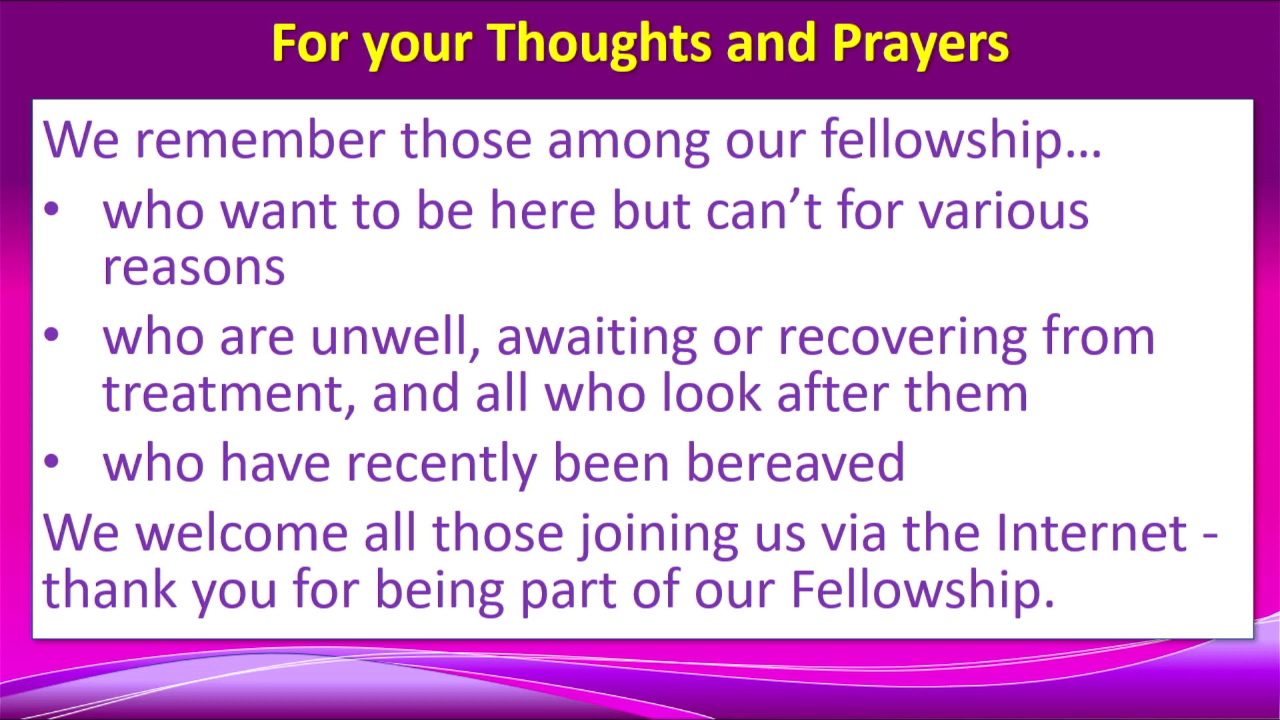 For your Thoughts and Prayers
We remember those among our fellowship…
• who want to be here but can’t for various
reasons
• who are unwell, awaiting or recovering from
treatment, and all who look after them
• who have recently been bereaved
We welcome all those joining us via the Internet -
thank you for being part of our Fellowship.